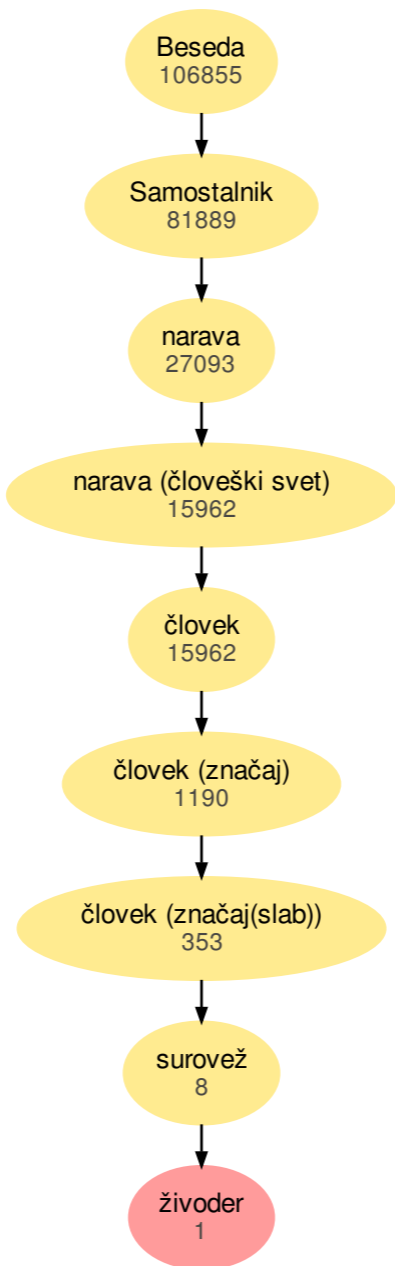 Beseda
106855
Samostalnik
81889
narava
27093
narava (človeški svet)
15962
človek
15962
človek (značaj)
1190
človek (značaj(slab))
353
surovež
8
živoder
1